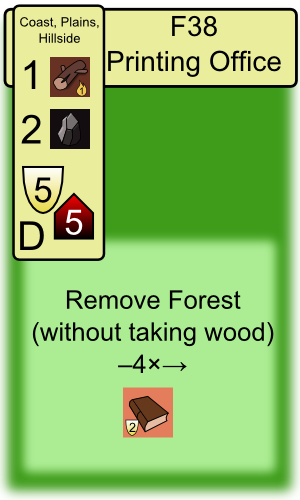 Coast, Plains,
Hillside
F38
Printing Office
1
1
2
5
5
D
Remove Forest
(without taking wood)
–4×→
2